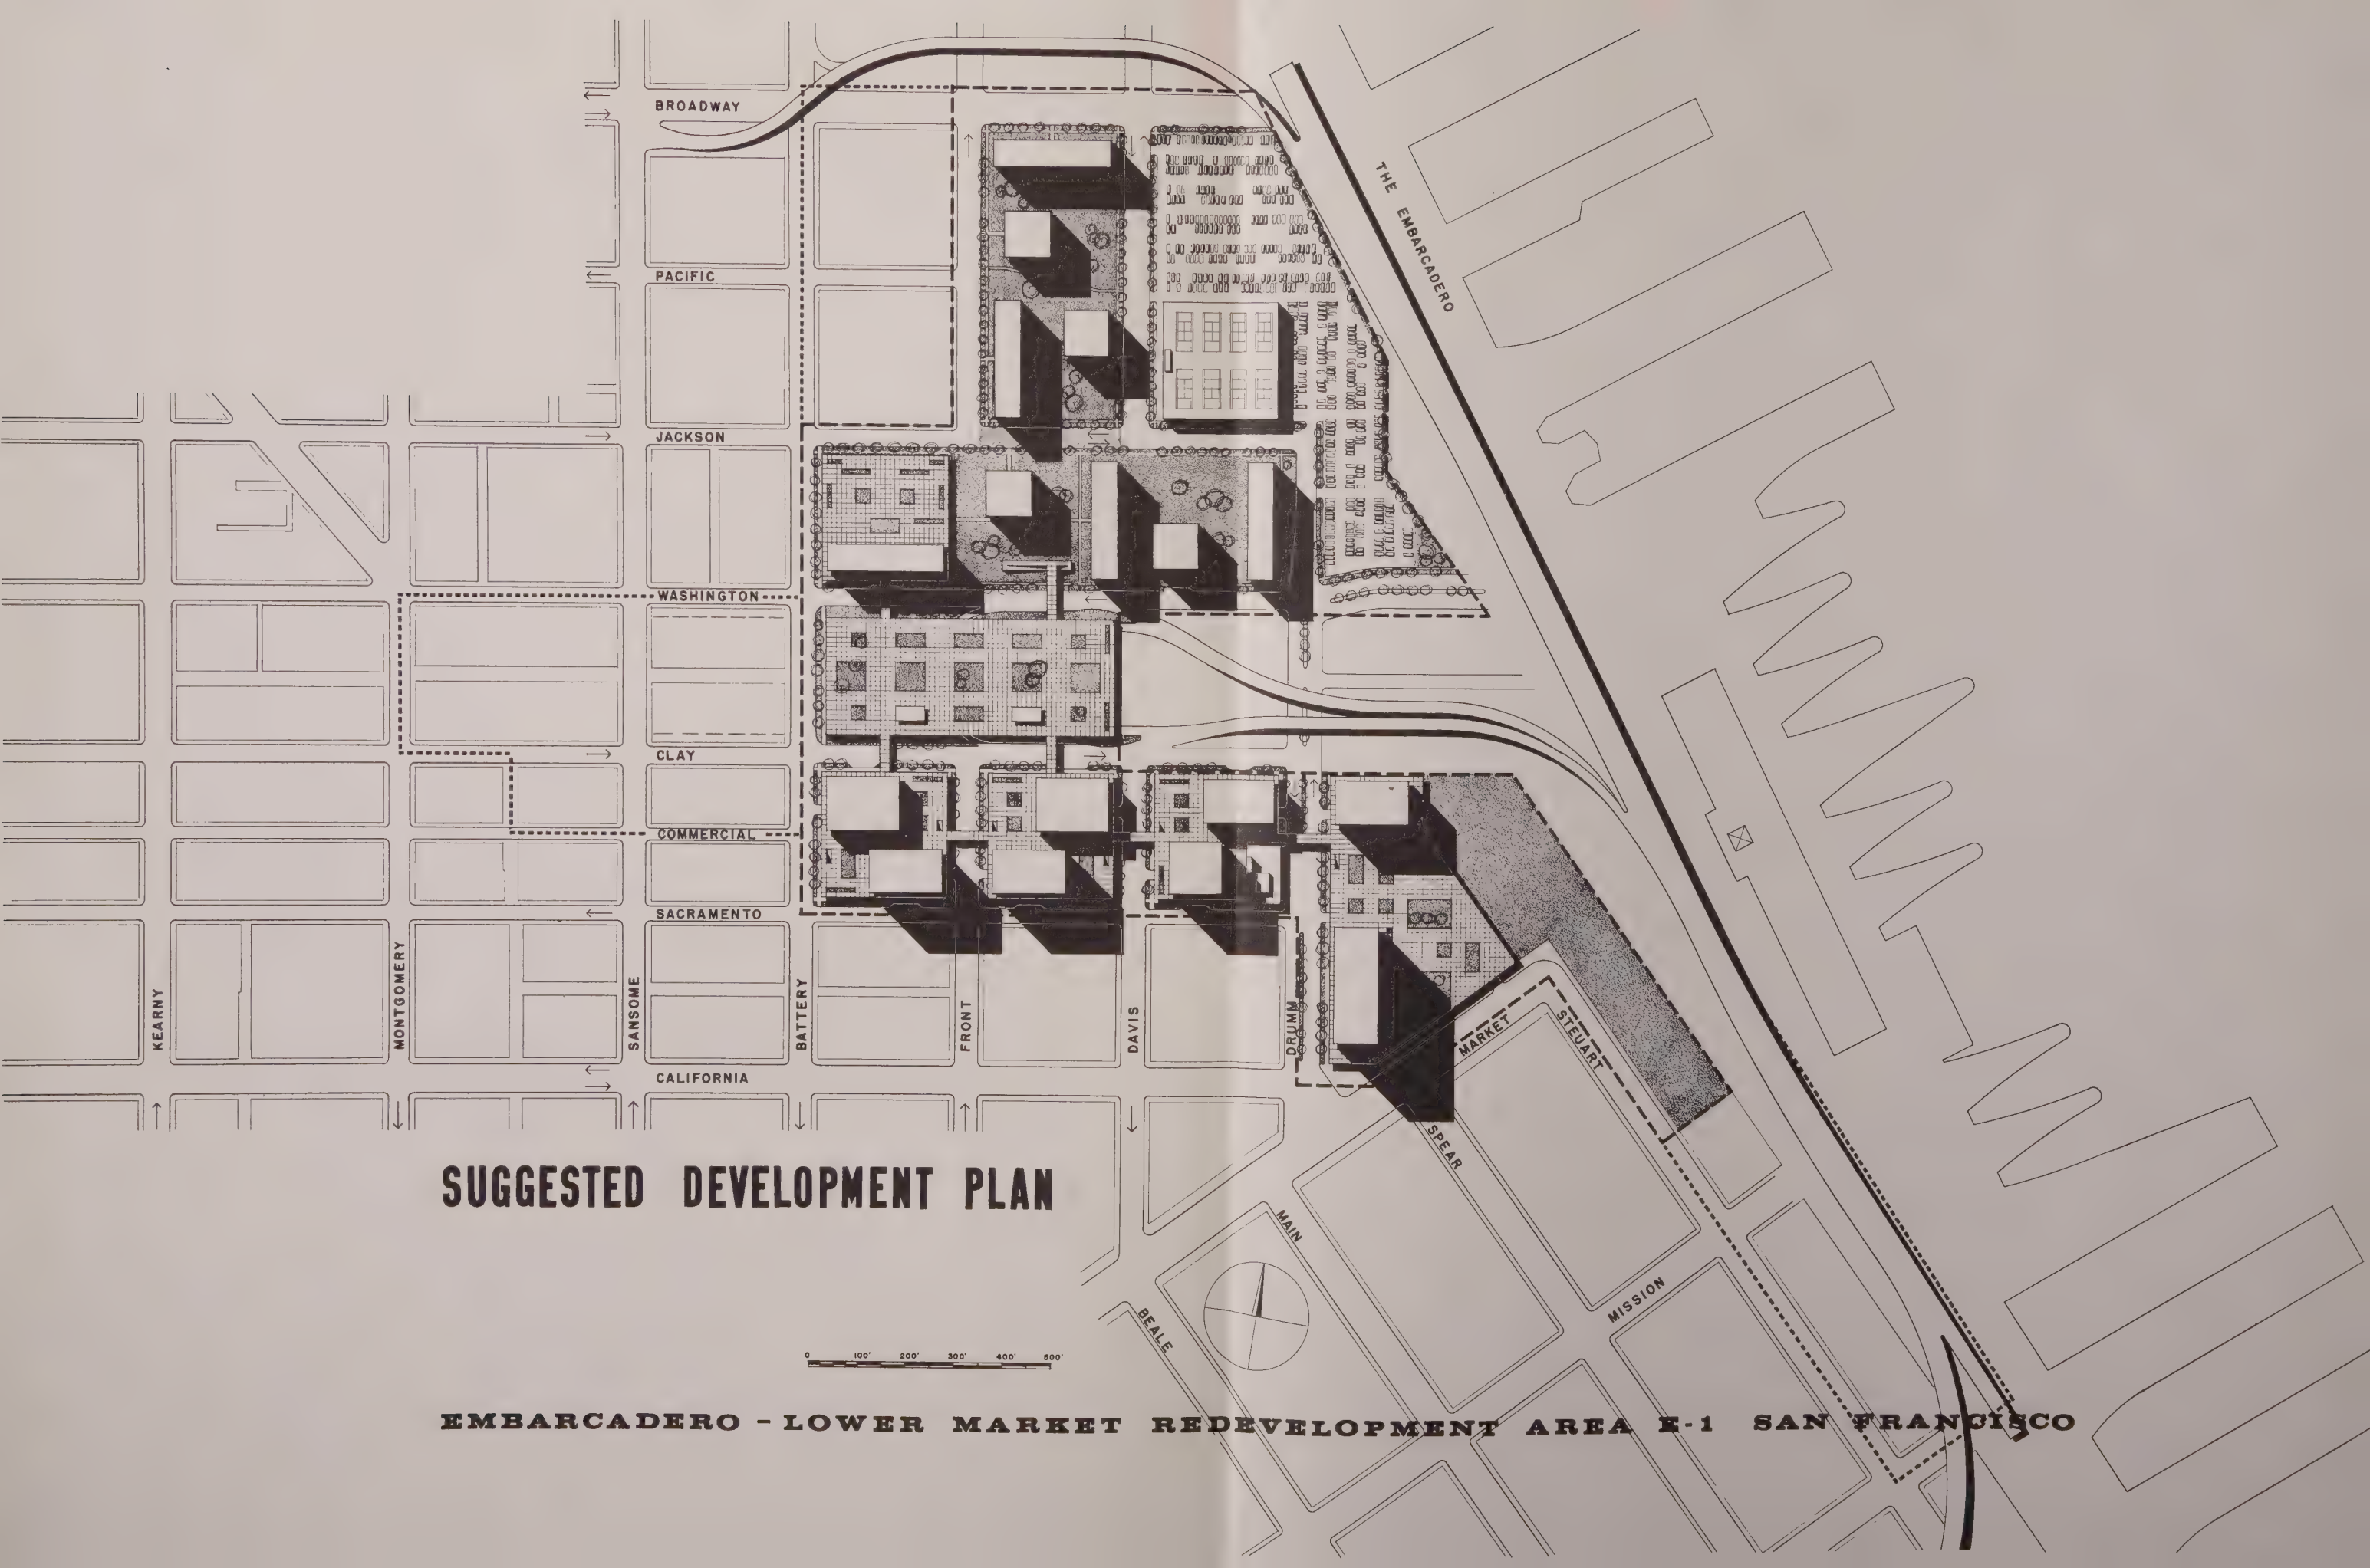 BROADWAY
THE EMBARCADERO
PACIFIC
JACKSON
WASHINGTON
CLAY
COMMERCIAL
SACRAMENTO
KEARNY
MONTGOMERY
SANSOME
BATTERY
FRONT
DAVIS
DRUMM
MARKET
STEUART
CALIFORNIA
SPEAR
SUGGESTED DEVELOPMENT PLAN
MAIN
MISSION
BEALE
0 100' 200' 300' 400' 500'
EMBARCADERO - LOWER MARKET REDEVELOPMENT AREA E-1 SAN FRANCISCO